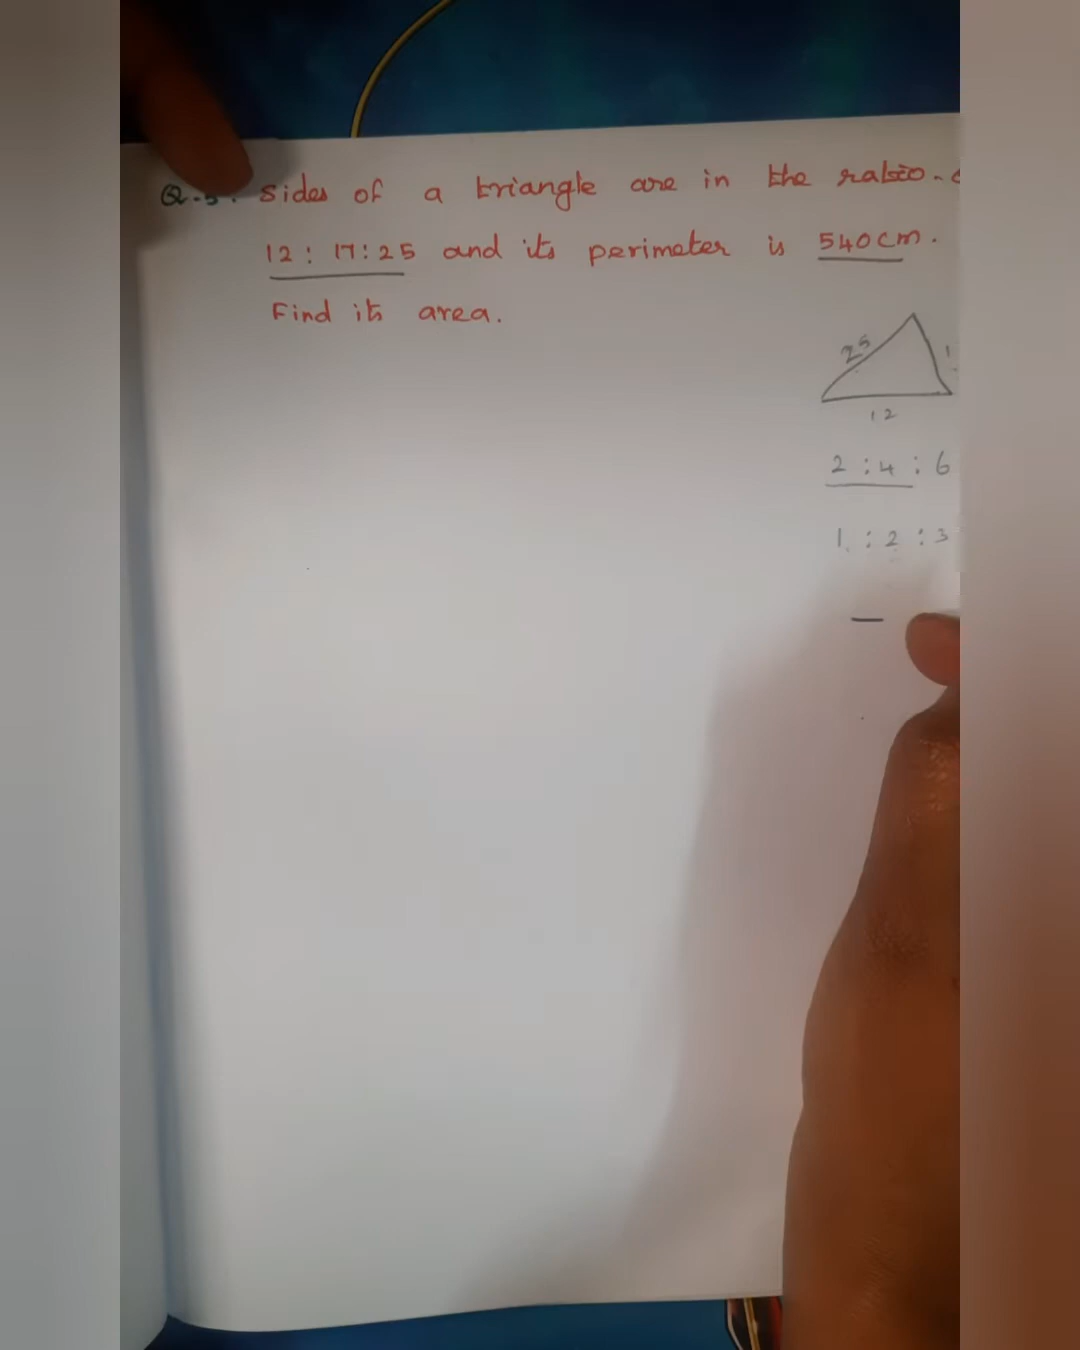 Q.5. Sides of a triangle are in the ratio.
12 : 17 : 25 and its perimeter is 540cm.
Find its area.
25
12
2 : 4 : 6
1 : 2 : 3